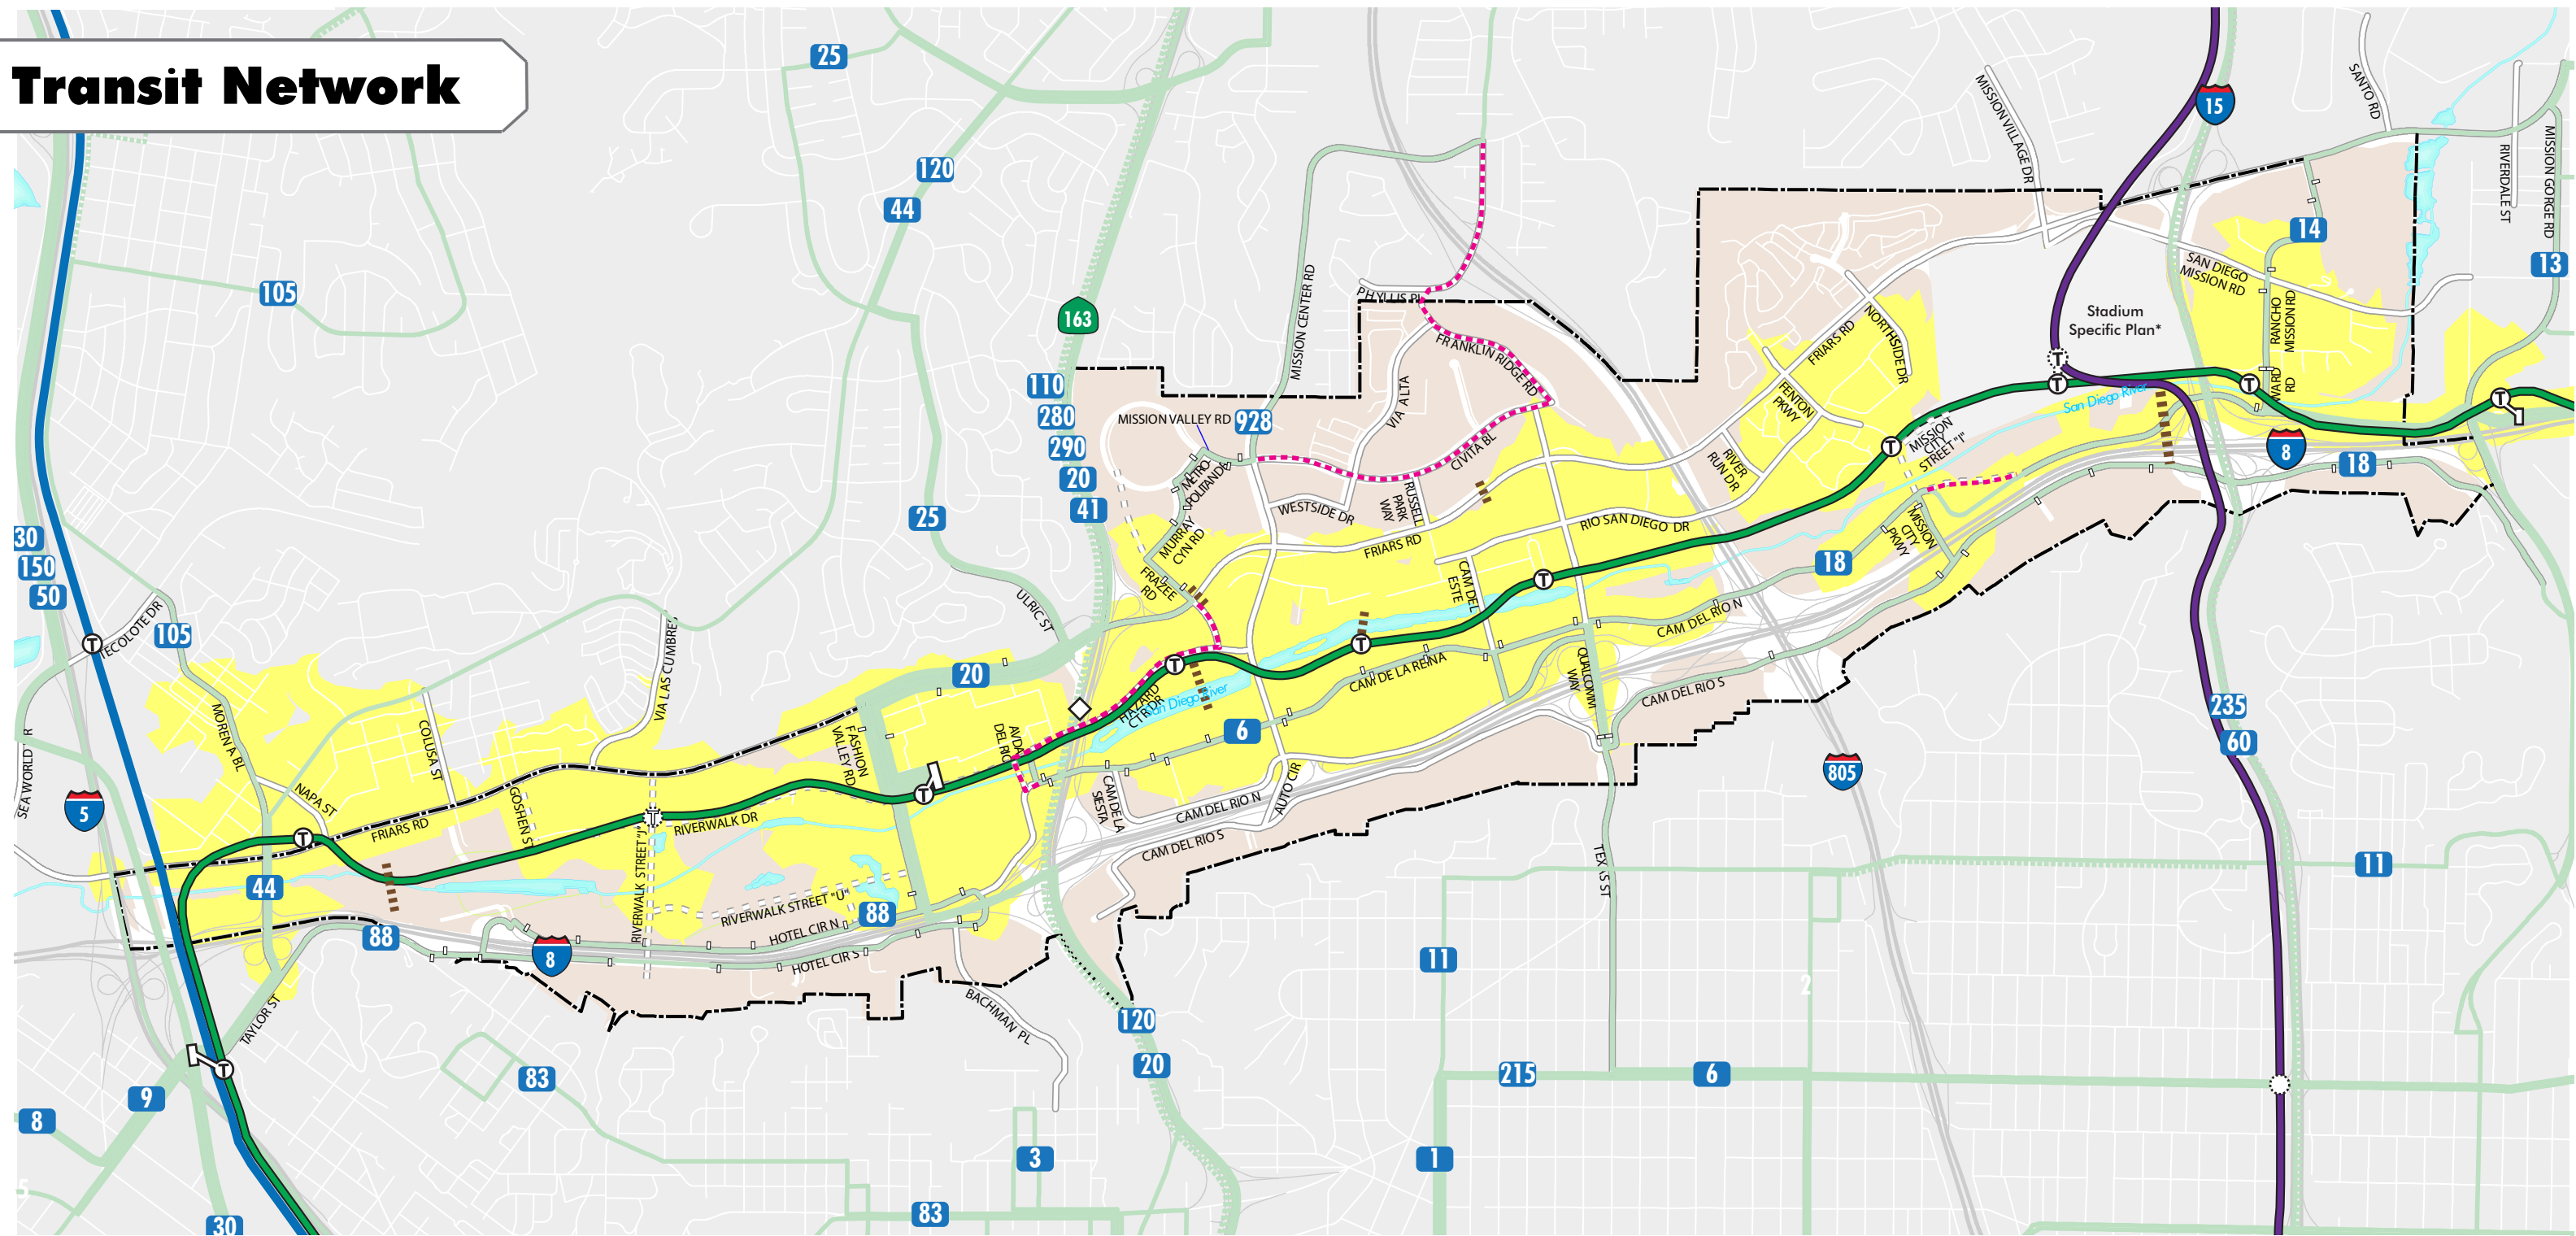 Transit Network
25
120
44
105
163
15
SANTO RD
MISSION VILLAGE DR
RIVERDALE ST
MISSION GORGE RD
13
14
SAN DIEGO
MISSION RD
RANCHO
MISSION RD
WARD
RD
Stadium
Specific Plan*
San Diego River
MISSION CENTER RD
PHYLLIS PL
FRANKLIN RIDGE RD
VIA ALTA
CIVITA BL
NORTHSIDE DR
FRIARS RD
FENTON
PKWY
RIVER
RUN DR
110
280
290
20
41
MISSION VALLEY RD
928
METRO
POLITAN DR
MURRAY
CYN RD
FRAZEE
RD
WESTSIDE DR
RUSSELL
PARK
WAY
FRIARS RD
RIO SAN DIEGO DR
CAM DEL
ESTE
MISSION
CITY
STREET "I"
MISSION
CITY
PKWY
8
18
18
25
ULRIC ST
30
150
50
TECOLOTE DR
105
MORENA BL
COLUSA ST
VIA LAS CUMBRES
NAPA ST
GOSHEN ST
FRIARS RD
SEA WORLD DR
5
20
FASHION
VALLEY RD
AVDA
DEL RIO
HAZARD
CTR DR
San Diego River
6
CAM DE LA REINA
CAM DEL RIO N
QUALCOMM
WAY
CAM DEL RIO S
CAM DE LA
SIESTA
CAM DEL RIO N
AUTO CIR
CAM DEL RIO S
RIVERWALK DR
RIVERWALK STREET "J"
RIVERWALK STREET "U"
HOTEL CIR N
HOTEL CIR S
44
88
88
8
TAYLOR ST
BACHMAN PL
TEXAS ST
805
235
60
11
11
2
120
20
215
6
83
9
8
3
1
83
30
5
T
T
T
T
T
T
T
T
T
T
T
T
T